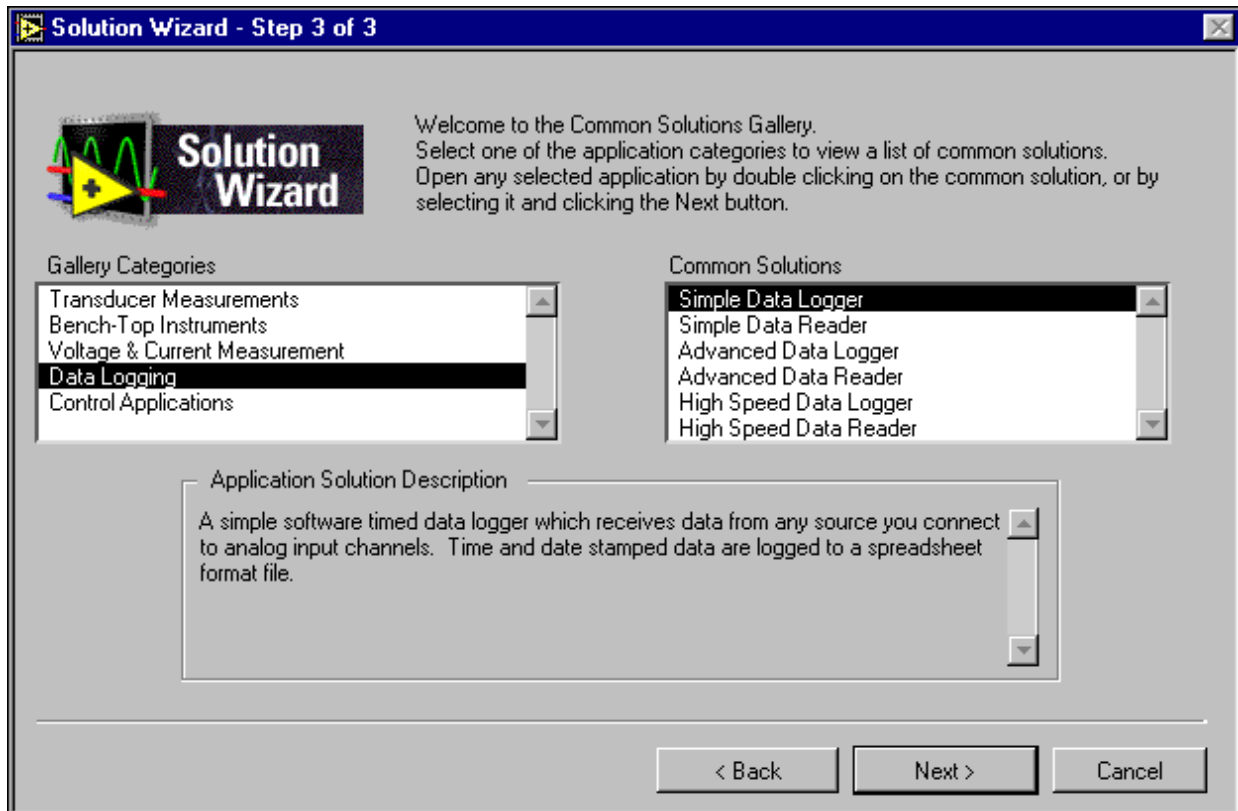 Solution Wizard - Step 3 of 3
Solution
Wizard
Welcome to the Common Solutions Gallery.
Select one of the application categories to view a list of common solutions.
Open any selected application by double clicking on the common solution, or by
selecting it and clicking the Next button.
Gallery Categories
Transducer Measurements
Bench-Top Instruments
Voltage & Current Measurement
Data Logging
Control Applications
Common Solutions
Simple Data Logger
Simple Data Reader
Advanced Data Logger
Advanced Data Reader
High Speed Data Logger
High Speed Data Reader
Application Solution Description
A simple software timed data logger which receives data from any source you connect
to analog input channels.  Time and date stamped data are logged to a spreadsheet
format file.
< Back
Next >
Cancel